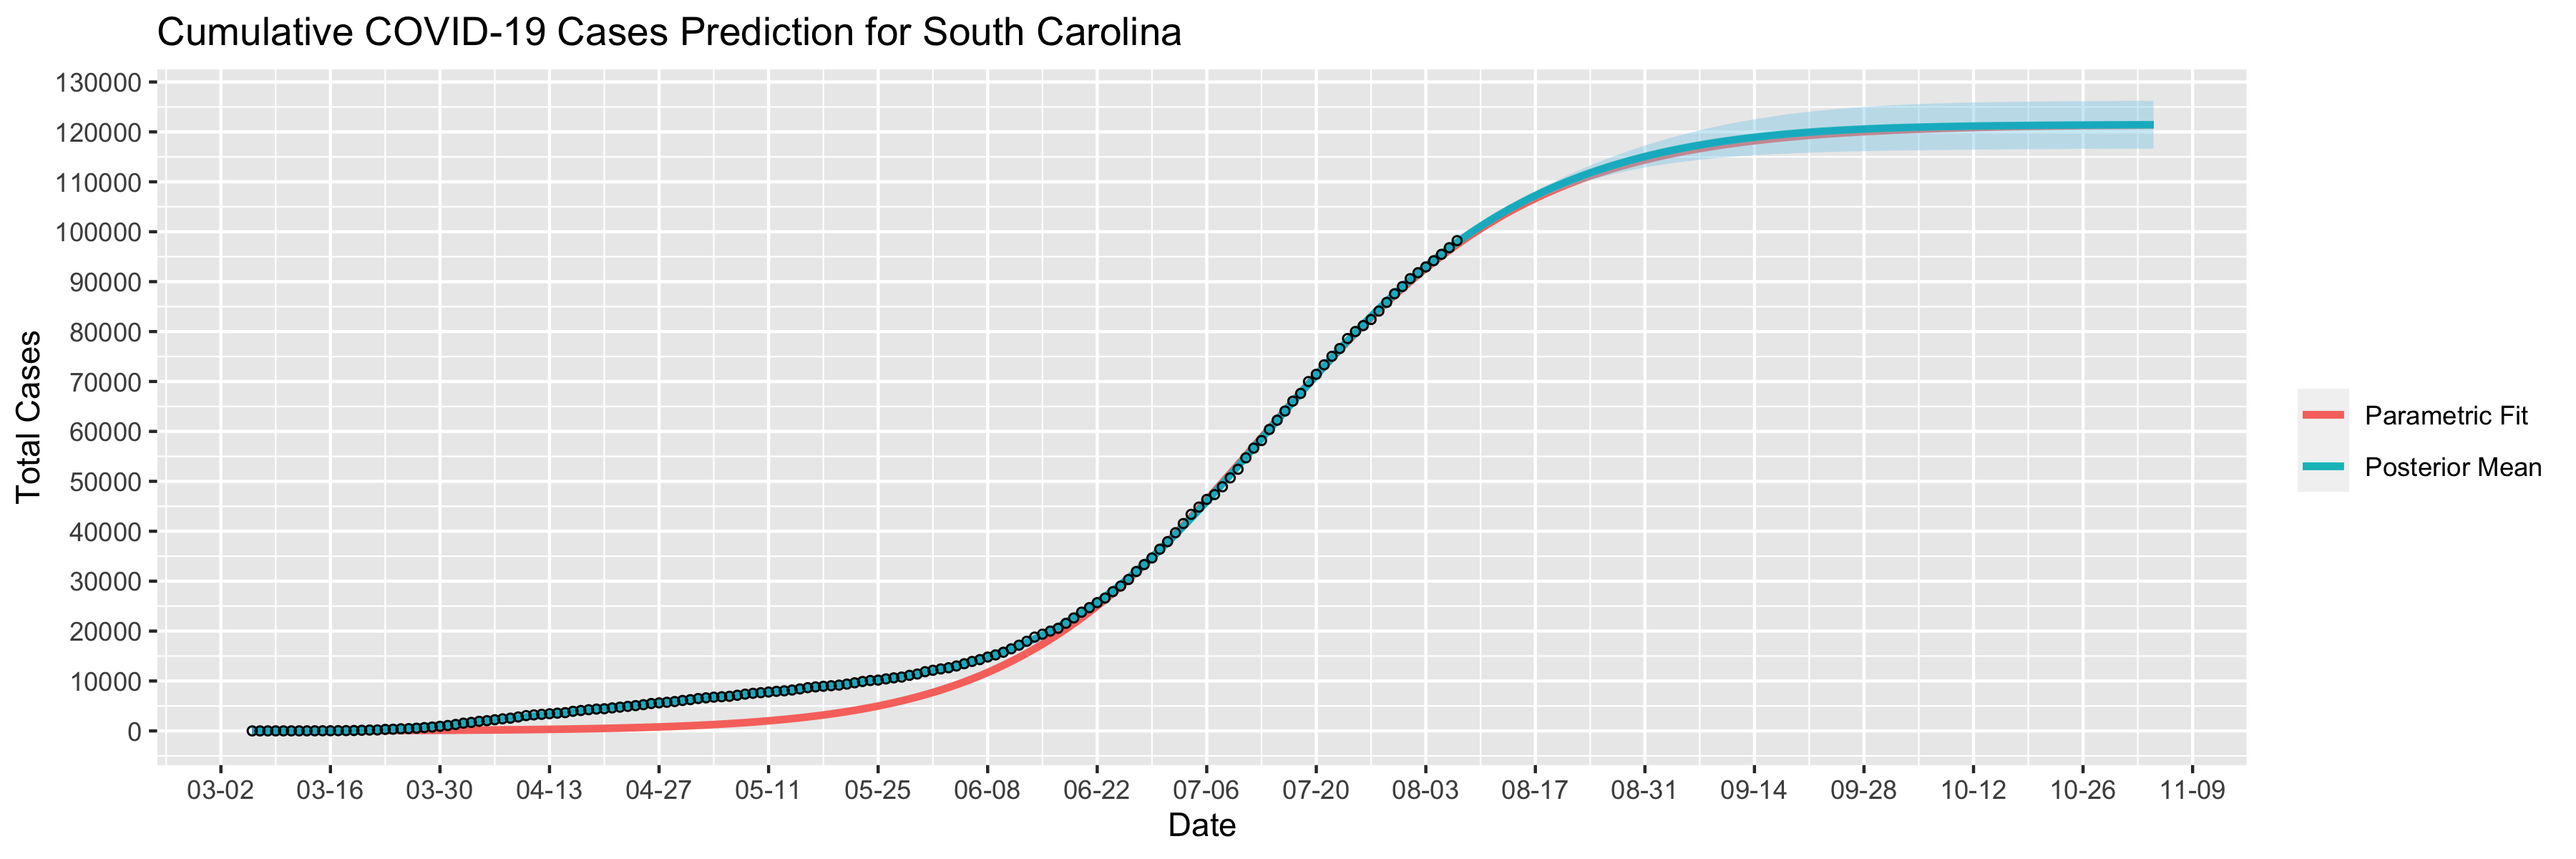 Cumulative COVID-19 Cases Prediction for South Carolina
130000
120000
110000
100000
90000
80000
70000
60000
50000
40000
30000
20000
10000
0
Total Cases
03-02 03-16 03-30 04-13 04-27 05-11 05-25 06-08 06-22 07-06 07-20 08-03 08-17 08-31 09-14 09-28 10-12 10-26 11-09
Date
Parametric Fit
Posterior Mean